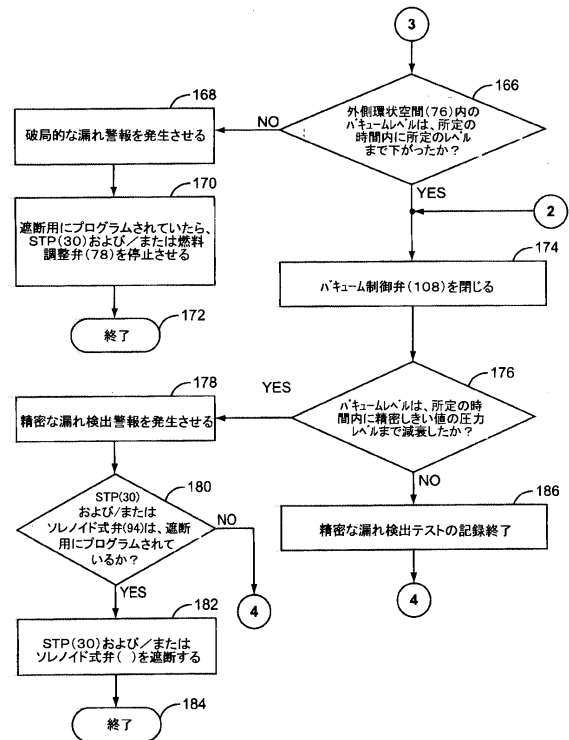 3
166
外側環状空間(76)内の
バキュームレベルは、所定の
時間内に所定のレベル
まで下がったか?
NO
YES
168
破局的な漏れ警報を発生させる
170
遮断用にプログラムされていたら、
STP(30)および/または燃料
調整弁(78)を停止させる
172
終了
2
174
バキューム制御弁(108)を閉じる
176
バキュームレベルは、所定の時
間内に精密しきい値の圧力
レベルまで減衰したか?
YES
NO
178
精密な漏れ検出警報を発生させる
180
STP(30)
および/または
ソレノイド式弁(94)は、遮断
用にプログラムされて
いるか?
NO
4
YES
182
STP(30)および/または
ソレノイド式弁( )を遮断する
184
終了
186
精密な漏れ検出テストの記録終了
4